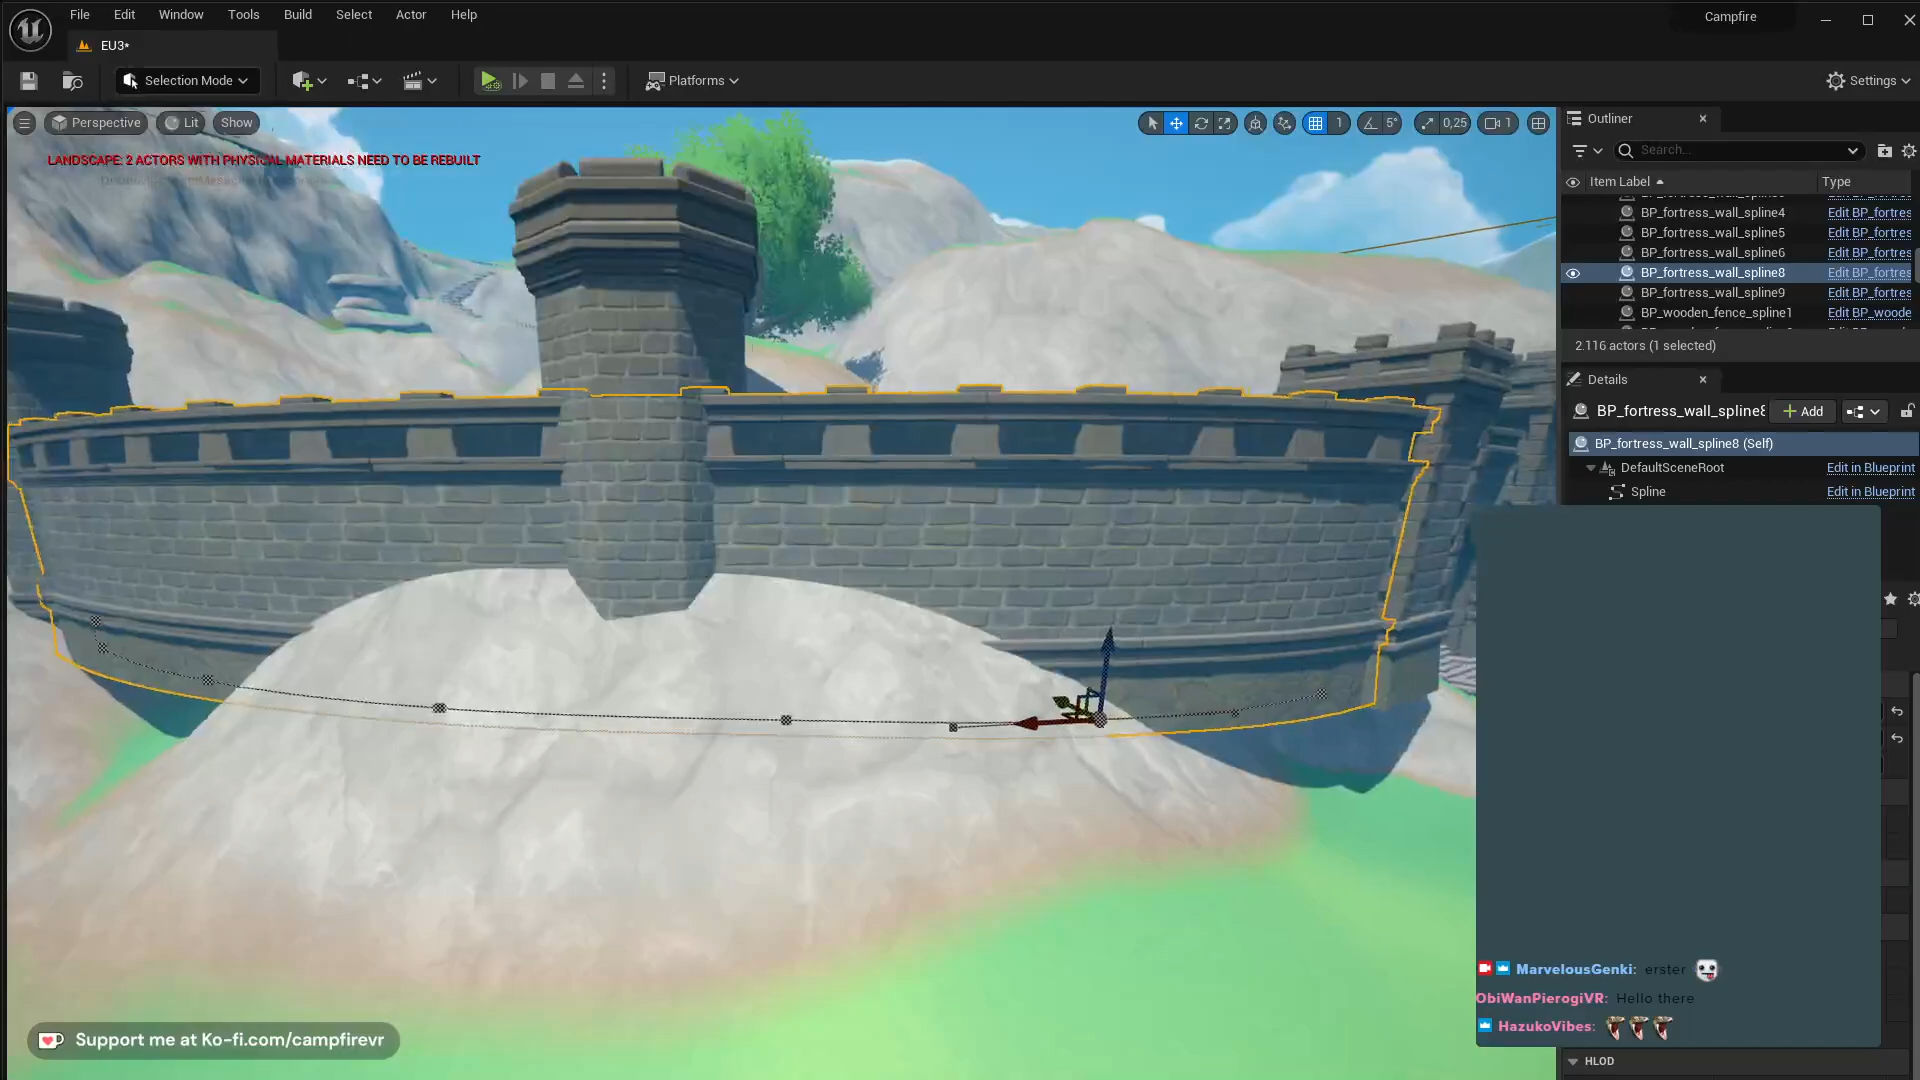 File Edit Window Tools Build Select Actor Help
Campfire
EU3*
Selection Mode
Platforms
Settings
Perspective Lit Show
1 5° 0,25 1
LANDSCAPE: 2 ACTORS WITH PHYSICAL MATERIALS NEED TO BE REBUILT
Outliner
Search...
Item Label Type
BP_fortress_wall_spline4 Edit BP_fortres
BP_fortress_wall_spline5 Edit BP_fortres
BP_fortress_wall_spline6 Edit BP_fortres
BP_fortress_wall_spline8 Edit BP_fortres
BP_fortress_wall_spline9 Edit BP_fortres
BP_wooden_fence_spline1 Edit BP_woode
2.116 actors (1 selected)
Details
BP_fortress_wall_spline8 Add
BP_fortress_wall_spline8 (Self)
DefaultSceneRoot Edit in Blueprint
Spline Edit in Blueprint
MarvelousGenki: erster
ObiWanPierogiVR: Hello there
HazukoVibes:
Support me at Ko-fi.com/campfirevr
HLOD